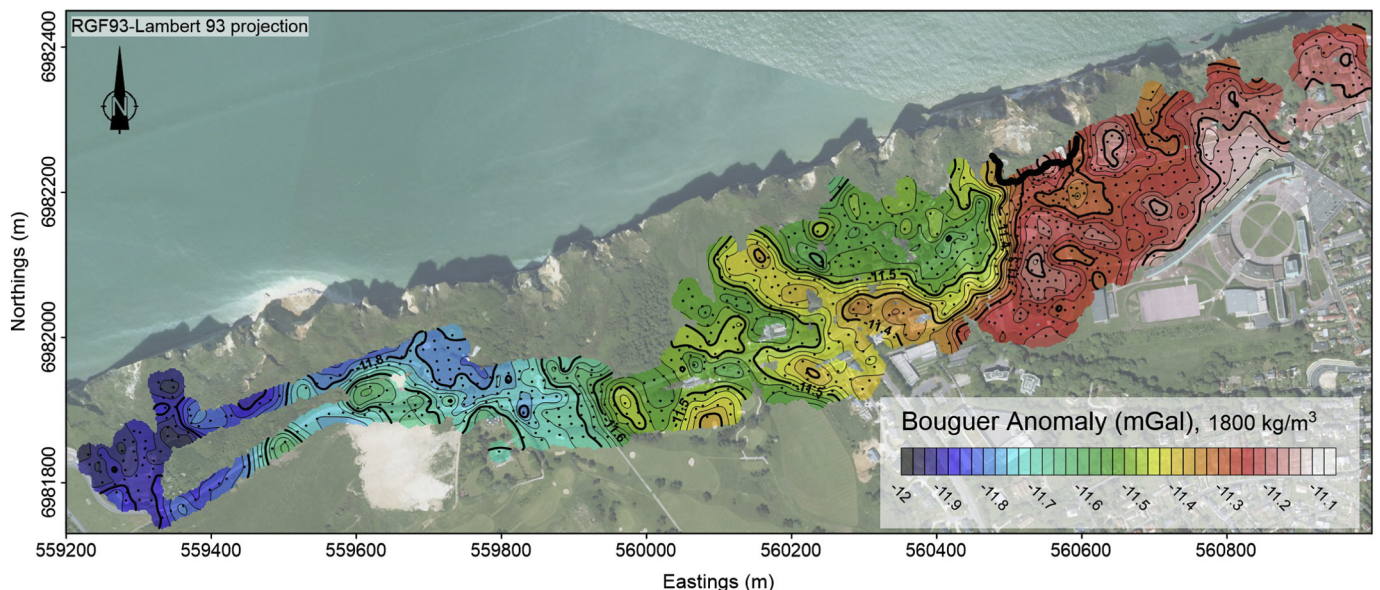 RGF93-Lambert 93 projection
N
6982400
6982200
6982000
6981800
Northings (m)
-11.8
-11.6
-11.5
-11.5
-11.4
-11.5
-11.3
Bouguer Anomaly (mGal), 1800 kg/m³
-12 -11.9 -11.8 -11.7 -11.6 -11.5 -11.4 -11.3 -11.2 -11.1
559200 559400 559600 559800 560000 560200 560400 560600 560800
Eastings (m)